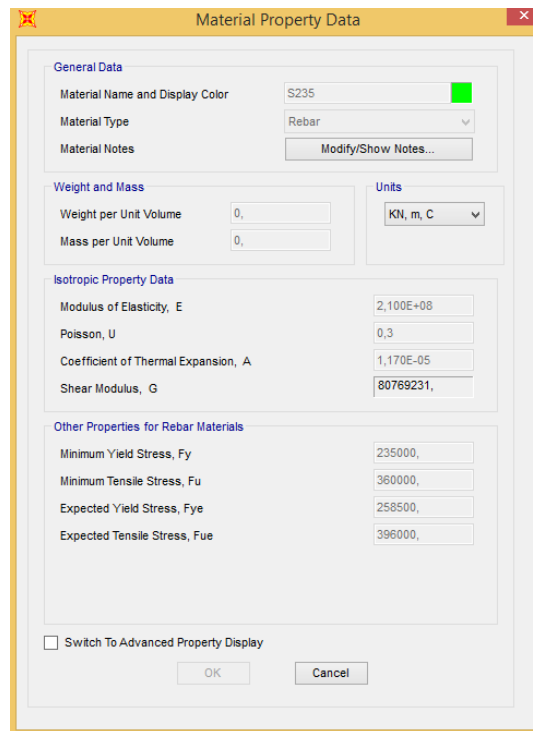 Material Property Data
General Data
Material Name and Display Color S235
Material Type Rebar
Material Notes Modify/Show Notes...
Weight and Mass
Weight per Unit Volume 0,
Mass per Unit Volume 0,
Units
KN, m, C
Isotropic Property Data
Modulus of Elasticity, E 2,100E+08
Poisson, U 0,3
Coefficient of Thermal Expansion, A 1,170E-05
Shear Modulus, G 80769231,
Other Properties for Rebar Materials
Minimum Yield Stress, Fy 235000,
Minimum Tensile Stress, Fu 360000,
Expected Yield Stress, Fye 258500,
Expected Tensile Stress, Fue 396000,
Switch To Advanced Property Display
OK Cancel